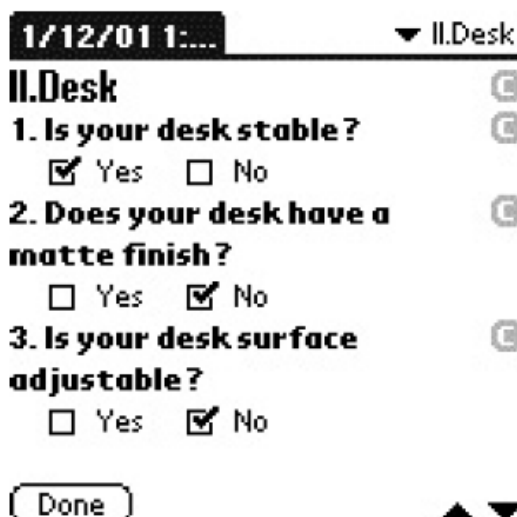 1/12/01 1:...
II.Desk
II.Desk
1. Is your desk stable?
Yes No
2. Does your desk have a
matte finish?
Yes No
3. Is your desk surface
adjustable?
Yes No
Done